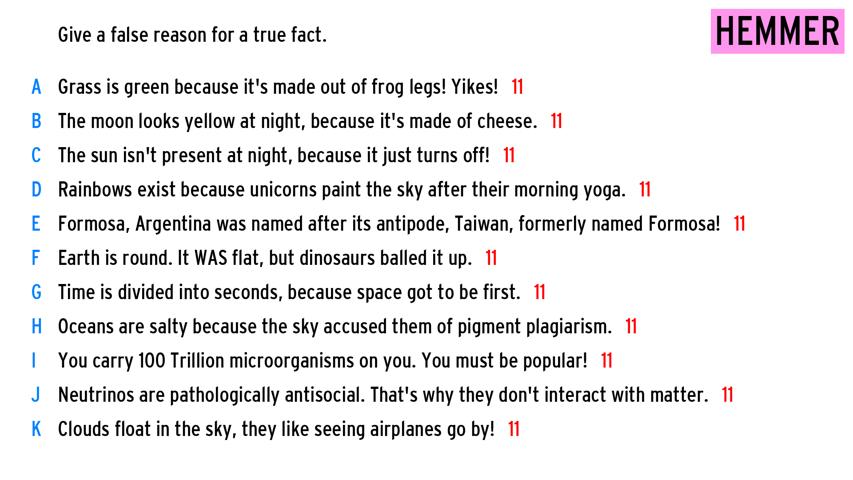 Give a false reason for a true fact.
HEMMER
A Grass is green because it's made out of frog legs! Yikes! 11
B The moon looks yellow at night, because it's made of cheese. 11
C The sun isn't present at night, because it just turns off! 11
D Rainbows exist because unicorns paint the sky after their morning yoga. 11
E Formosa, Argentina was named after its antipode, Taiwan, formerly named Formosa! 11
F Earth is round. It WAS flat, but dinosaurs balled it up. 11
G Time is divided into seconds, because space got to be first. 11
H Oceans are salty because the sky accused them of pigment plagiarism. 11
I You carry 100 Trillion microorganisms on you. You must be popular! 11
J Neutrinos are pathologically antisocial. That's why they don't interact with matter. 11
K Clouds float in the sky, they like seeing airplanes go by! 11